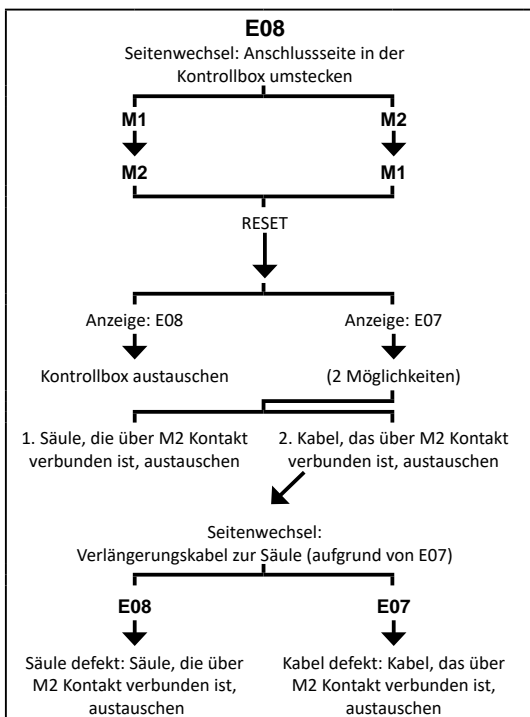 E08
Seitenwechsel: Anschlussseite in der
Kontrollbox umstecken
M1
M2
M2
M1
RESET
Anzeige: E08
Anzeige: E07
Kontrollbox austauschen
(2 Möglichkeiten)
1. Säule, die über M2 Kontakt
verbunden ist, austauschen
2. Kabel, das über M2 Kontakt
verbunden ist, austauschen
Seitenwechsel:
Verlängerungskabel zur Säule (aufgrund von E07)
E08
E07
Säule defekt: Säule, die über
M2 Kontakt verbunden ist,
austauschen
Kabel defekt: Kabel, das über
M2 Kontakt verbunden ist,
austauschen